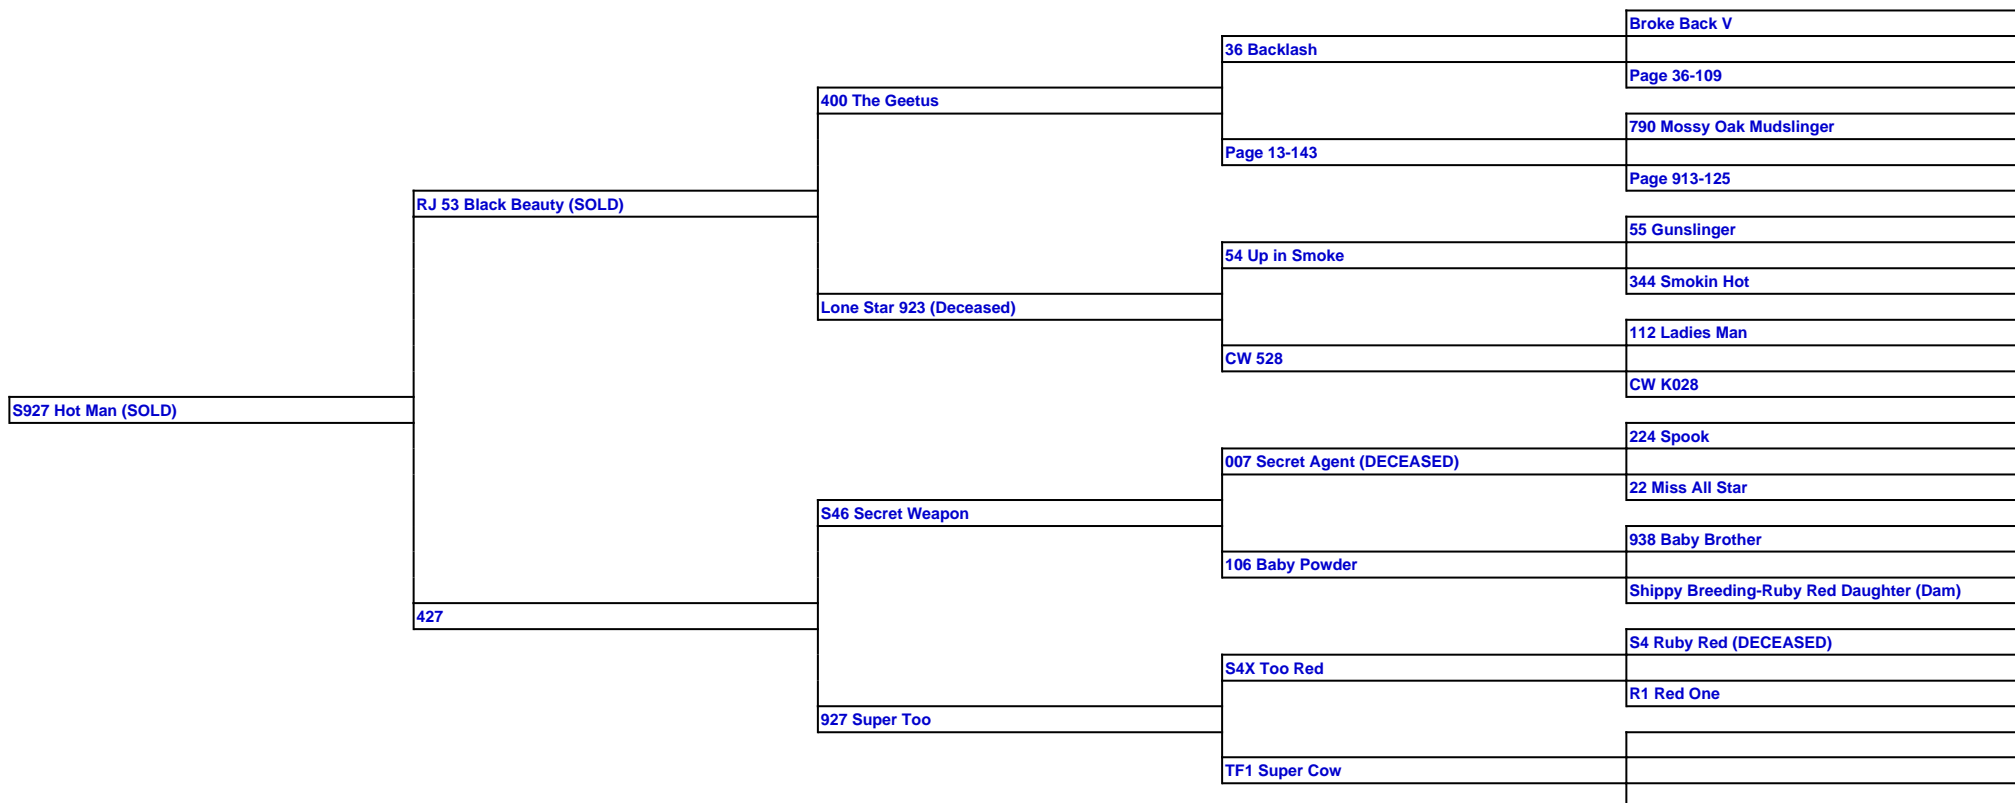 Broke Back V
36 Backlash
Page 36-109
400 The Geetus
790 Mossy Oak Mudslinger
Page 13-143
Page 913-125
RJ 53 Black Beauty (SOLD)
55 Gunslinger
54 Up in Smoke
344 Smokin Hot
Lone Star 923 (Deceased)
112 Ladies Man
CW 528
CW K028
S927 Hot Man (SOLD)
224 Spook
007 Secret Agent (DECEASED)
22 Miss All Star
S46 Secret Weapon
938 Baby Brother
106 Baby Powder
Shippy Breeding-Ruby Red Daughter (Dam)
427
S4 Ruby Red (DECEASED)
S4X Too Red
R1 Red One
927 Super Too
TF1 Super Cow